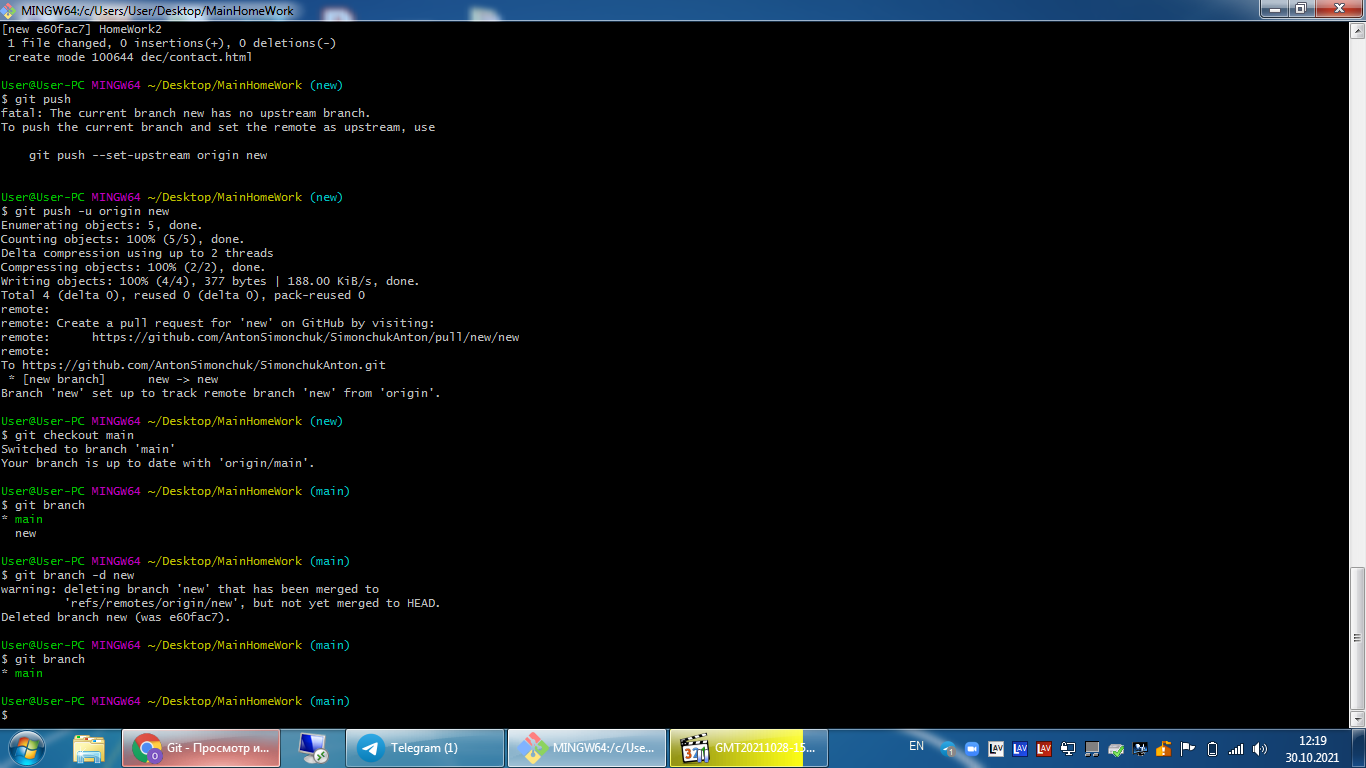 MINGW64:/c/Users/User/Desktop/MainHomeWork
[new e60fac7] HomeWork2
 1 file changed, 0 insertions(+), 0 deletions(-)
 create mode 100644 dec/contact.html
User@User-PC MINGW64 ~/Desktop/MainHomeWork (new)
$ git push
fatal: The current branch new has no upstream branch.
To push the current branch and set the remote as upstream, use
    git push --set-upstream origin new
User@User-PC MINGW64 ~/Desktop/MainHomeWork (new)
$ git push -u origin new
Enumerating objects: 5, done.
Counting objects: 100% (5/5), done.
Delta compression using up to 2 threads
Compressing objects: 100% (2/2), done.
Writing objects: 100% (4/4), 377 bytes | 188.00 KiB/s, done.
Total 4 (delta 0), reused 0 (delta 0), pack-reused 0
remote:
remote: Create a pull request for 'new' on GitHub by visiting:
remote:      https://github.com/AntonSimonchuk/SimonchukAnton/pull/new/new
remote:
To https://github.com/AntonSimonchuk/SimonchukAnton.git
 * [new branch]      new -> new
Branch 'new' set up to track remote branch 'new' from 'origin'.
User@User-PC MINGW64 ~/Desktop/MainHomeWork (new)
$ git checkout main
Switched to branch 'main'
Your branch is up to date with 'origin/main'.
User@User-PC MINGW64 ~/Desktop/MainHomeWork (main)
$ git branch
* main
  new
User@User-PC MINGW64 ~/Desktop/MainHomeWork (main)
$ git branch -d new
warning: deleting branch 'new' that has been merged to
         'refs/remotes/origin/new', but not yet merged to HEAD.
Deleted branch new (was e60fac7).
User@User-PC MINGW64 ~/Desktop/MainHomeWork (main)
$ git branch
* main
User@User-PC MINGW64 ~/Desktop/MainHomeWork (main)
$
Git - Просмотр и...
Telegram (1)
MINGW64:/c/Use...
321
GMT20211028-15...
EN
LAV
LAV
LAV
12:19
30.10.2021